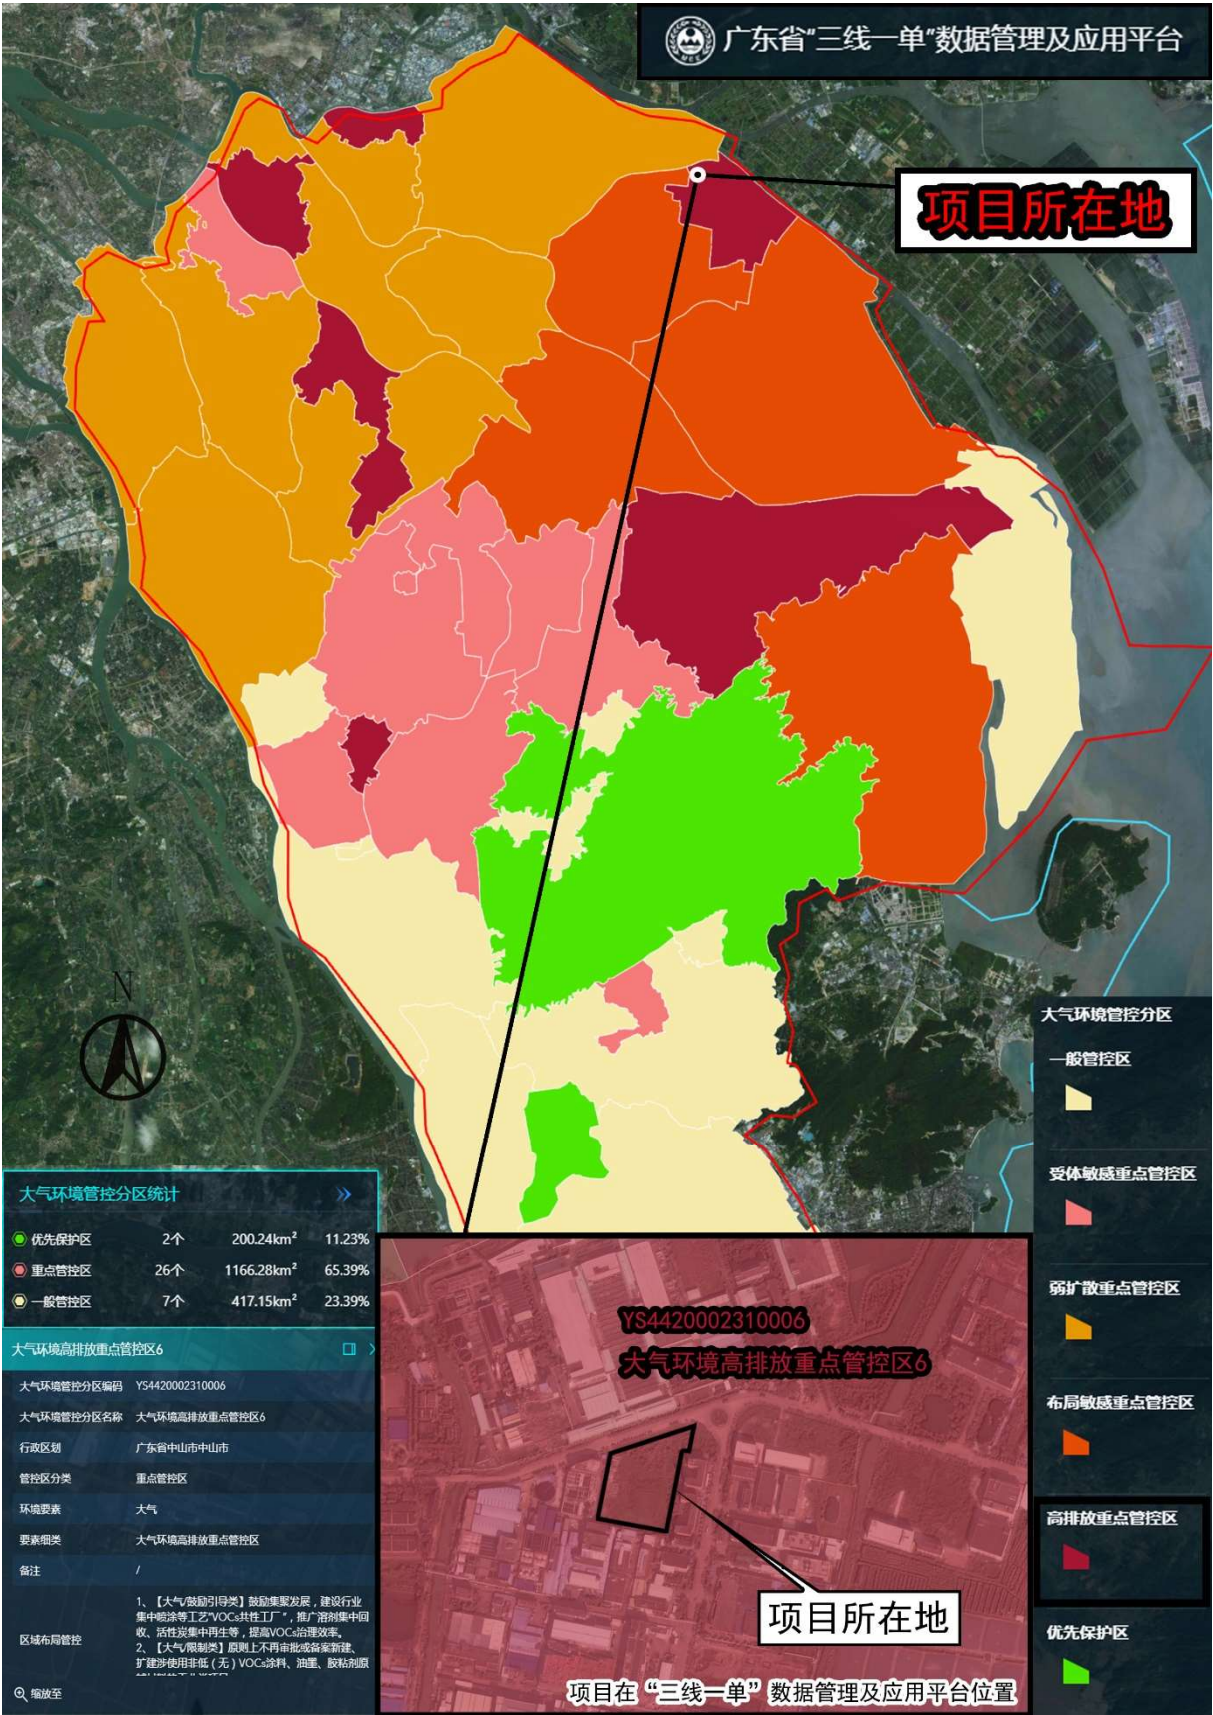 广东省“三线一单”数据管理及应用平台
MEE
项目所在地
N
大气环境管控分区
一般管控区
受体敏感重点管控区
弱扩散重点管控区
布局敏感重点管控区
高排放重点管控区
优先保护区
大气环境管控分区统计
优先保护区 2个 200.24km² 11.23%
重点管控区 26个 1166.28km² 65.39%
一般管控区 7个 417.15km² 23.39%
大气环境高排放重点管控区6
大气环境管控分区编码 YS4420002310006
大气环境管控分区名称 大气环境高排放重点管控区6
行政区划 广东省中山市中山市
管控区分类 重点管控区
环境要素 大气
要素细类 大气环境高排放重点管控区
备注 /
区域布局管控
1、【大气/鼓励引导类】鼓励集聚发展，建设行业
集中喷涂等工艺“VOCs共性工厂”，推广溶剂集中回
收、活性炭集中再生等，提高VOCs治理效率。
2、【大气/限制类】原则上不再审批或备案新建、
扩建涉使用非低（无）VOCs涂料、油墨、胶粘剂原
缩放至
YS4420002310006
大气环境高排放重点管控区6
项目所在地
项目在“三线一单”数据管理及应用平台位置